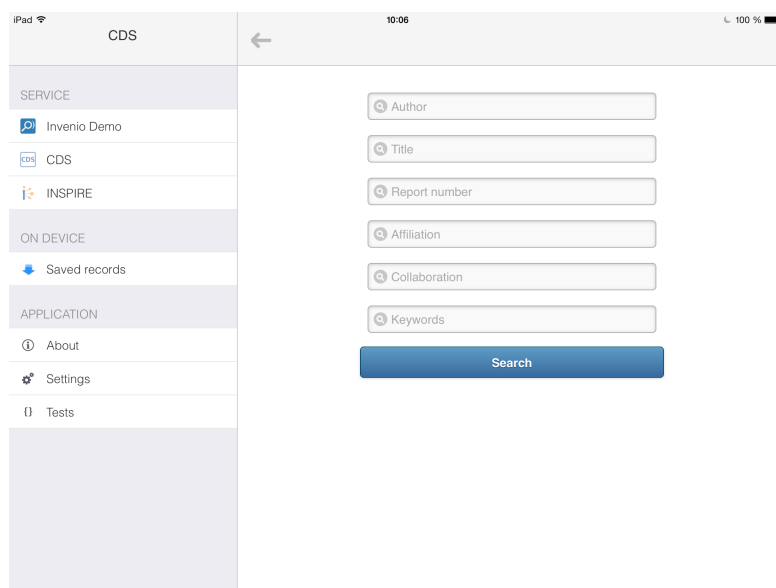 iPad
10:06
100 %
CDS
SERVICE
Invenio Demo
CDS
CDS
INSPIRE
ON DEVICE
Saved records
APPLICATION
About
Settings
{} Tests
Author
Title
Report number
Affiliation
Collaboration
Keywords
Search